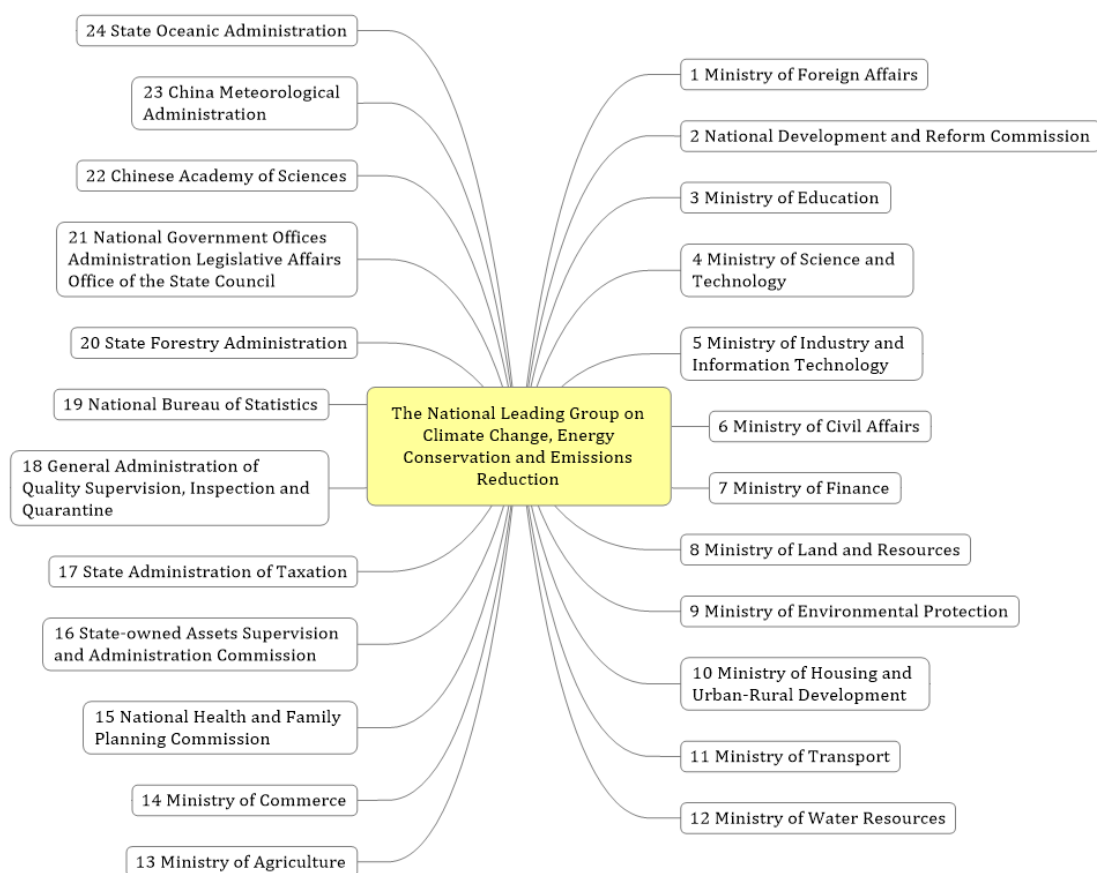 24 State Oceanic Administration
23 China Meteorological
Administration
22 Chinese Academy of Sciences
21 National Government Offices
Administration Legislative Affairs
Office of the State Council
20 State Forestry Administration
19 National Bureau of Statistics
18 General Administration of
Quality Supervision, Inspection and
Quarantine
17 State Administration of Taxation
16 State-owned Assets Supervision
and Administration Commission
15 National Health and Family
Planning Commission
14 Ministry of Commerce
13 Ministry of Agriculture
The National Leading Group on
Climate Change, Energy
Conservation and Emissions
Reduction
1 Ministry of Foreign Affairs
2 National Development and Reform Commission
3 Ministry of Education
4 Ministry of Science and
Technology
5 Ministry of Industry and
Information Technology
6 Ministry of Civil Affairs
7 Ministry of Finance
8 Ministry of Land and Resources
9 Ministry of Environmental Protection
10 Ministry of Housing and
Urban-Rural Development
11 Ministry of Transport
12 Ministry of Water Resources